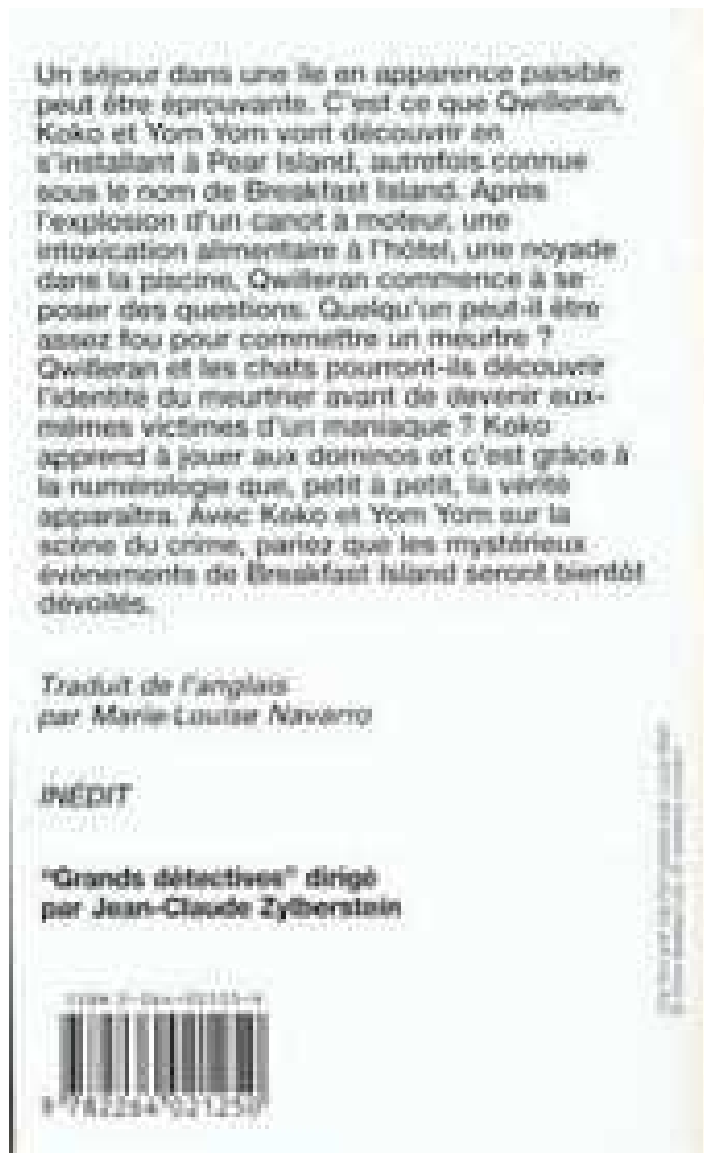 Un séjour dans une île en apparence paisible
peut être éprouvante. C'est ce que Qwilleran,
Koko et Yom Yom vont découvrir en
s'installant à Pear Island, autrefois connue
sous le nom de Breakfast Island. Après
l'explosion d'un canot à moteur, une
intoxication alimentaire à l'hôtel, une noyade
dans la piscine, Qwilleran commence à se
poser des questions. Quelqu'un peut-il être
assez fou pour commettre un meurtre ?
Qwilleran et les chats pourront-ils découvrir
l'identité du meurtrier avant de devenir eux-
mêmes victimes d'un maniaque ? Koko
apprend à jouer aux dominos et c'est grâce à
la numérologie que, petit à petit, la vérité
apparaîtra. Avec Koko et Yom Yom sur la
scène du crime, pariez que les mystérieux
événements de Breakfast Island seront bientôt
dévoilés.
Traduit de l'anglais
par Marie-Louise Navarro
INÉDIT
"Grands détectives" dirigé
par Jean-Claude Zylberstein
9 782264 021250